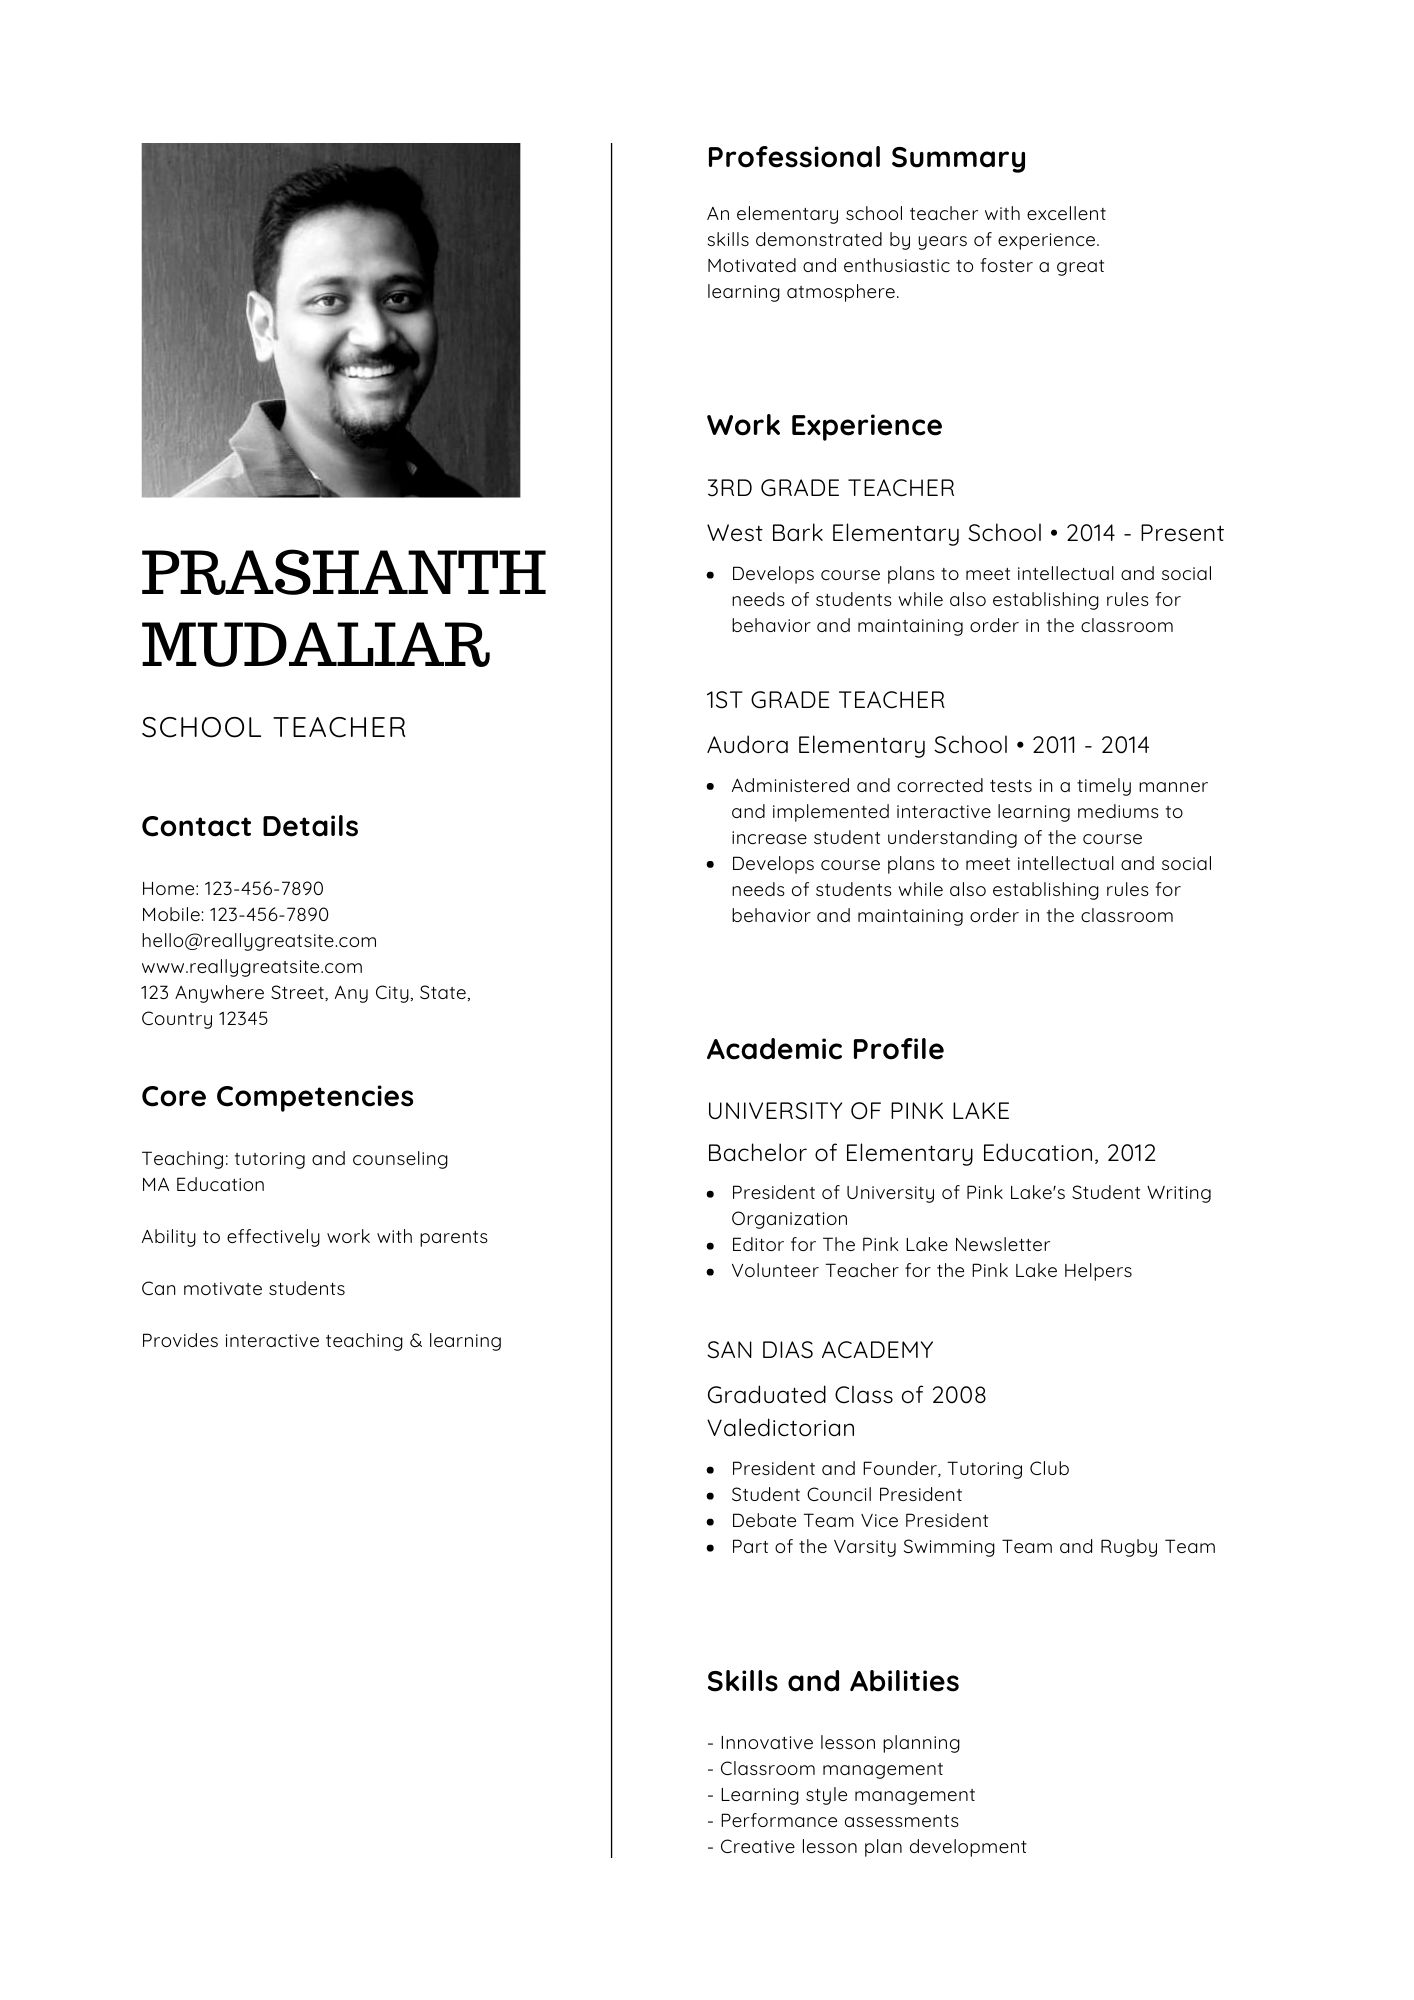 PRASHANTH
MUDALIAR
SCHOOL TEACHER
Contact Details
Home: 123-456-7890
Mobile: 123-456-7890
hello@reallygreatsite.com
www.reallygreatsite.com
123 Anywhere Street, Any City, State,
Country 12345
Core Competencies
Teaching: tutoring and counseling
MA Education
Ability to effectively work with parents
Can motivate students
Provides interactive teaching & learning
Professional Summary
An elementary school teacher with excellent
skills demonstrated by years of experience.
Motivated and enthusiastic to foster a great
learning atmosphere.
Work Experience
3RD GRADE TEACHER
West Bark Elementary School • 2014 - Present
• Develops course plans to meet intellectual and social
needs of students while also establishing rules for
behavior and maintaining order in the classroom
1ST GRADE TEACHER
Audora Elementary School • 2011 - 2014
• Administered and corrected tests in a timely manner
and implemented interactive learning mediums to
increase student understanding of the course
• Develops course plans to meet intellectual and social
needs of students while also establishing rules for
behavior and maintaining order in the classroom
Academic Profile
UNIVERSITY OF PINK LAKE
Bachelor of Elementary Education, 2012
• President of University of Pink Lake's Student Writing
Organization
• Editor for The Pink Lake Newsletter
• Volunteer Teacher for the Pink Lake Helpers
SAN DIAS ACADEMY
Graduated Class of 2008
Valedictorian
• President and Founder, Tutoring Club
• Student Council President
• Debate Team Vice President
• Part of the Varsity Swimming Team and Rugby Team
Skills and Abilities
- Innovative lesson planning
- Classroom management
- Learning style management
- Performance assessments
- Creative lesson plan development